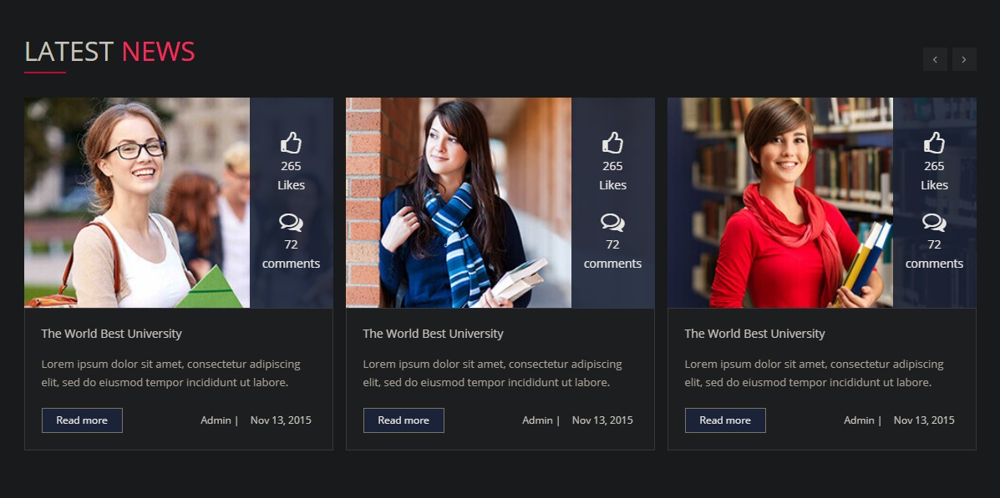 LATEST NEWS
265
Likes
72
comments
265
Likes
72
comments
265
Likes
72
comments
The World Best University
Lorem ipsum dolor sit amet, consectetur adipiscing
elit, sed do eiusmod tempor incididunt ut labore.
Read more
Admin | Nov 13, 2015
The World Best University
Lorem ipsum dolor sit amet, consectetur adipiscing
elit, sed do eiusmod tempor incididunt ut labore.
Read more
Admin | Nov 13, 2015
The World Best University
Lorem ipsum dolor sit amet, consectetur adipiscing
elit, sed do eiusmod tempor incididunt ut labore.
Read more
Admin | Nov 13, 2015